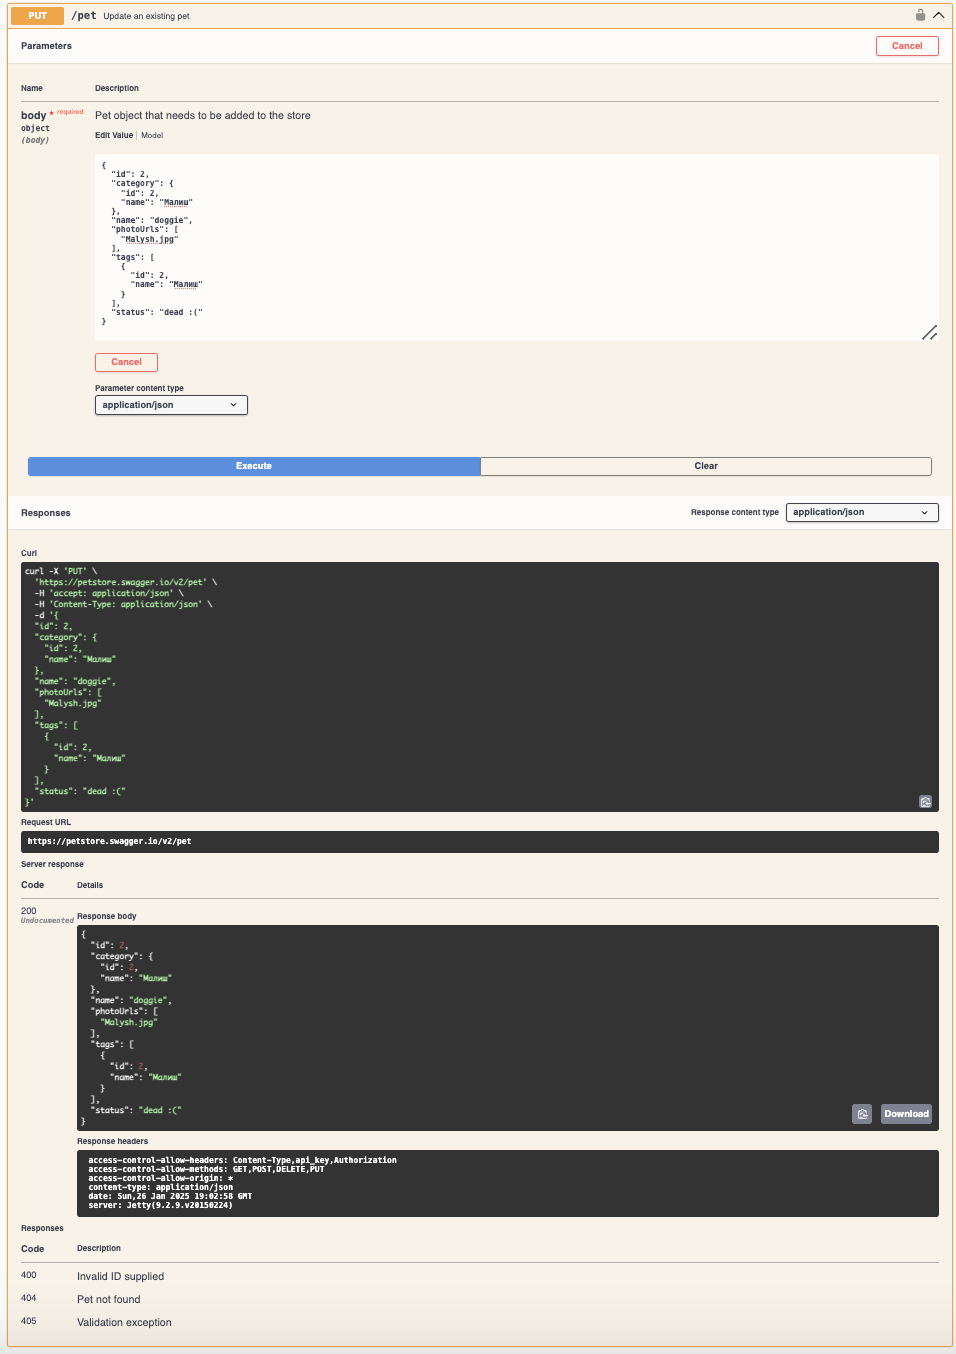 PUT /pet Update an existing pet
Parameters
Cancel
Name Description
body * required Pet object that needs to be added to the store
object
(body)
Edit Value | Model
{
  "id": 2,
  "category": {
    "id": 2,
    "name": "Малиш"
  },
  "name": "doggie",
  "photoUrls": [
    "Malysh.jpg"
  ],
  "tags": [
    {
      "id": 2,
      "name": "Малиш"
    }
  ],
  "status": "dead :("
}
Cancel
Parameter content type
application/json
Execute Clear
Responses Response content type application/json
Curl
curl -X 'PUT' \
  'https://petstore.swagger.io/v2/pet' \
  -H 'accept: application/json' \
  -H 'Content-Type: application/json' \
  -d '{
  "id": 2,
  "category": {
    "id": 2,
    "name": "Малиш"
  },
  "name": "doggie",
  "photoUrls": [
    "Malysh.jpg"
  ],
  "tags": [
    {
      "id": 2,
      "name": "Малиш"
    }
  ],
  "status": "dead :("
}'
Request URL
https://petstore.swagger.io/v2/pet
Server response
Code Details
200
Undocumented
Response body
{
  "id": 2,
  "category": {
    "id": 2,
    "name": "Малиш"
  },
  "name": "doggie",
  "photoUrls": [
    "Malysh.jpg"
  ],
  "tags": [
    {
      "id": 2,
      "name": "Малиш"
    }
  ],
  "status": "dead :("
}
Download
Response headers
access-control-allow-headers: Content-Type,api_key,Authorization
access-control-allow-methods: GET,POST,DELETE,PUT
access-control-allow-origin: *
content-type: application/json
date: Sun,26 Jan 2025 19:02:58 GMT
server: Jetty(9.2.9.v20150224)
Responses
Code Description
400 Invalid ID supplied
404 Pet not found
405 Validation exception